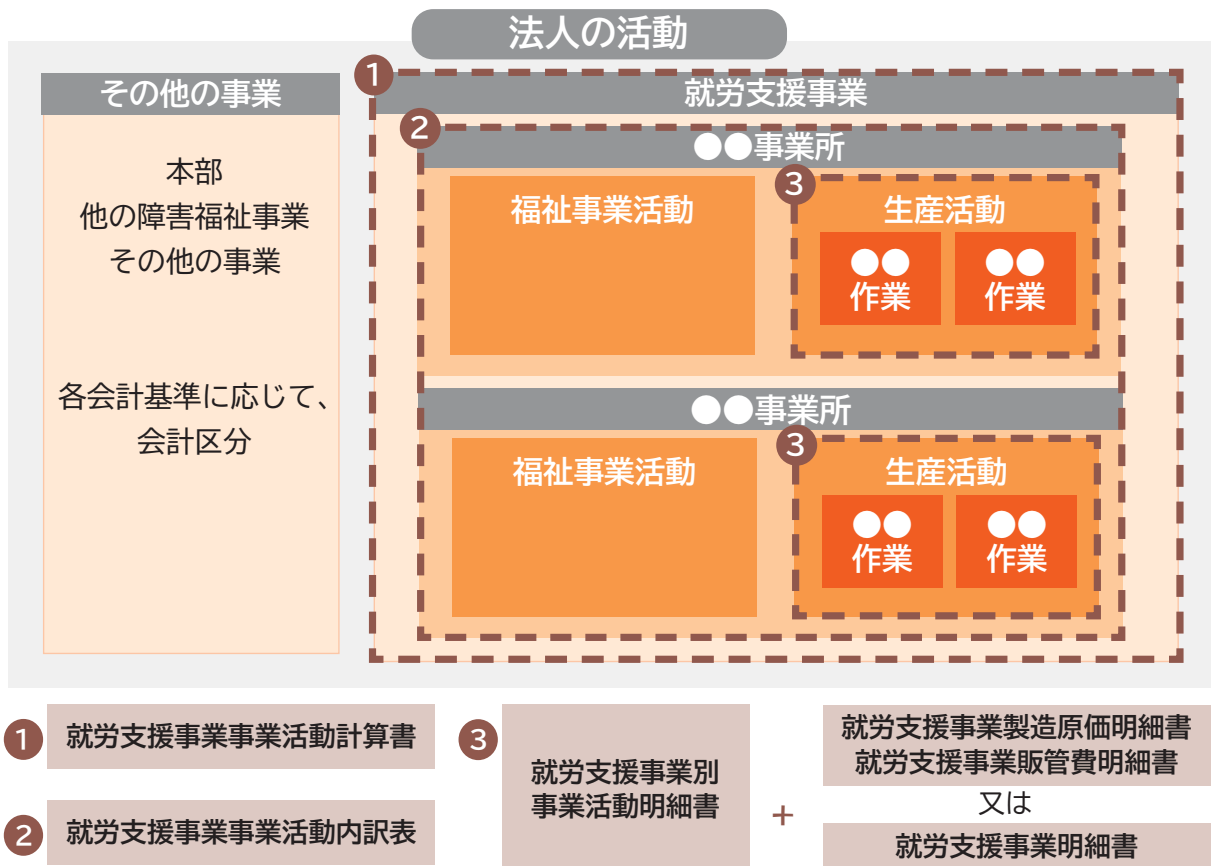 法人の活動
その他の事業
本部
他の障害福祉事業
その他の事業
各会計基準に応じて、
会計区分
1
就労支援事業
2
●●事業所
福祉事業活動
3
生産活動
●●
作業
●●
作業
●●事業所
福祉事業活動
3
生産活動
●●
作業
●●
作業
1
就労支援事業事業活動計算書
2
就労支援事業事業活動内訳表
3
就労支援事業別
事業活動明細書
+
就労支援事業製造原価明細書
就労支援事業販管費明細書
又は
就労支援事業明細書